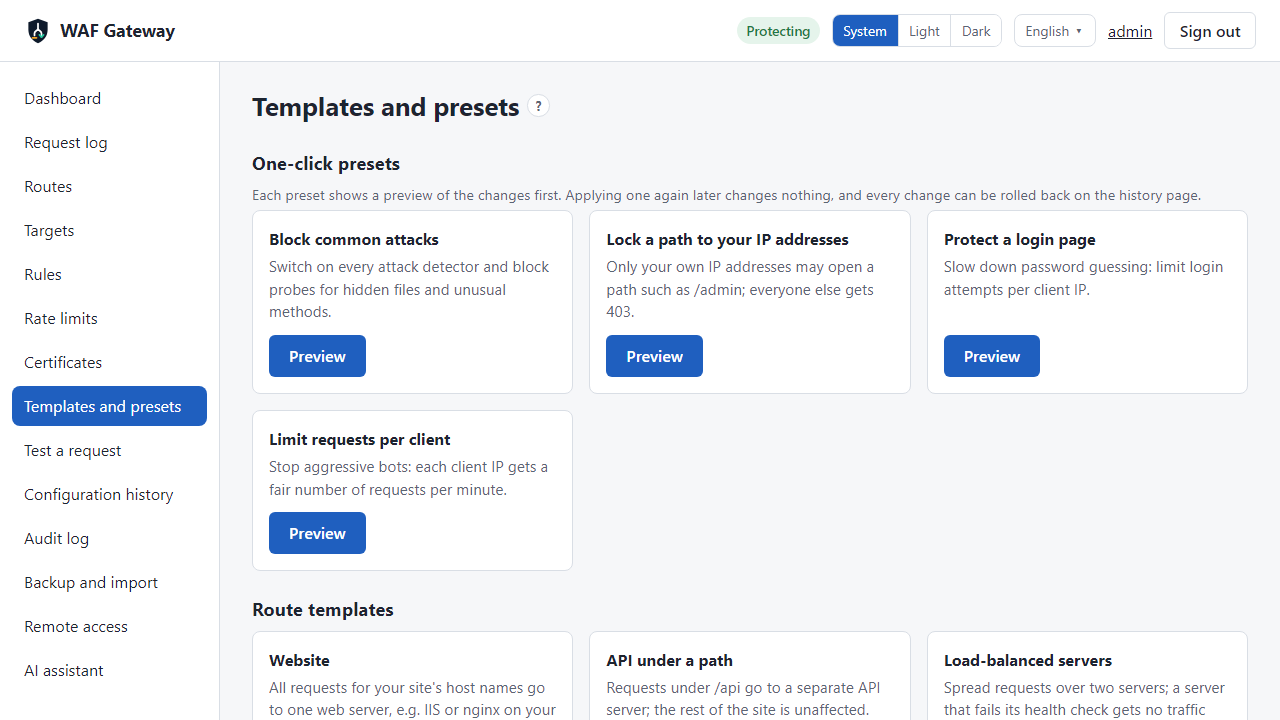 WAF Gateway
Protecting
System
Light
Dark
English
admin
Sign out
Dashboard
Request log
Routes
Targets
Rules
Rate limits
Certificates
Templates and presets
Test a request
Configuration history
Audit log
Backup and import
Remote access
AI assistant
Templates and presets
?
One-click presets
Each preset shows a preview of the changes first. Applying one again later changes nothing, and every change can be rolled back on the history page.
Block common attacks
Switch on every attack detector and block
probes for hidden files and unusual
methods.
Preview
Lock a path to your IP addresses
Only your own IP addresses may open a
path such as /admin; everyone else gets
403.
Preview
Protect a login page
Slow down password guessing: limit login
attempts per client IP.
Preview
Limit requests per client
Stop aggressive bots: each client IP gets a
fair number of requests per minute.
Preview
Route templates
Website
All requests for your site's host names go
to one web server, e.g. IIS or nginx on your
API under a path
Requests under /api go to a separate API
server; the rest of the site is unaffected.
Load-balanced servers
Spread requests over two servers; a server
that fails its health check gets no traffic